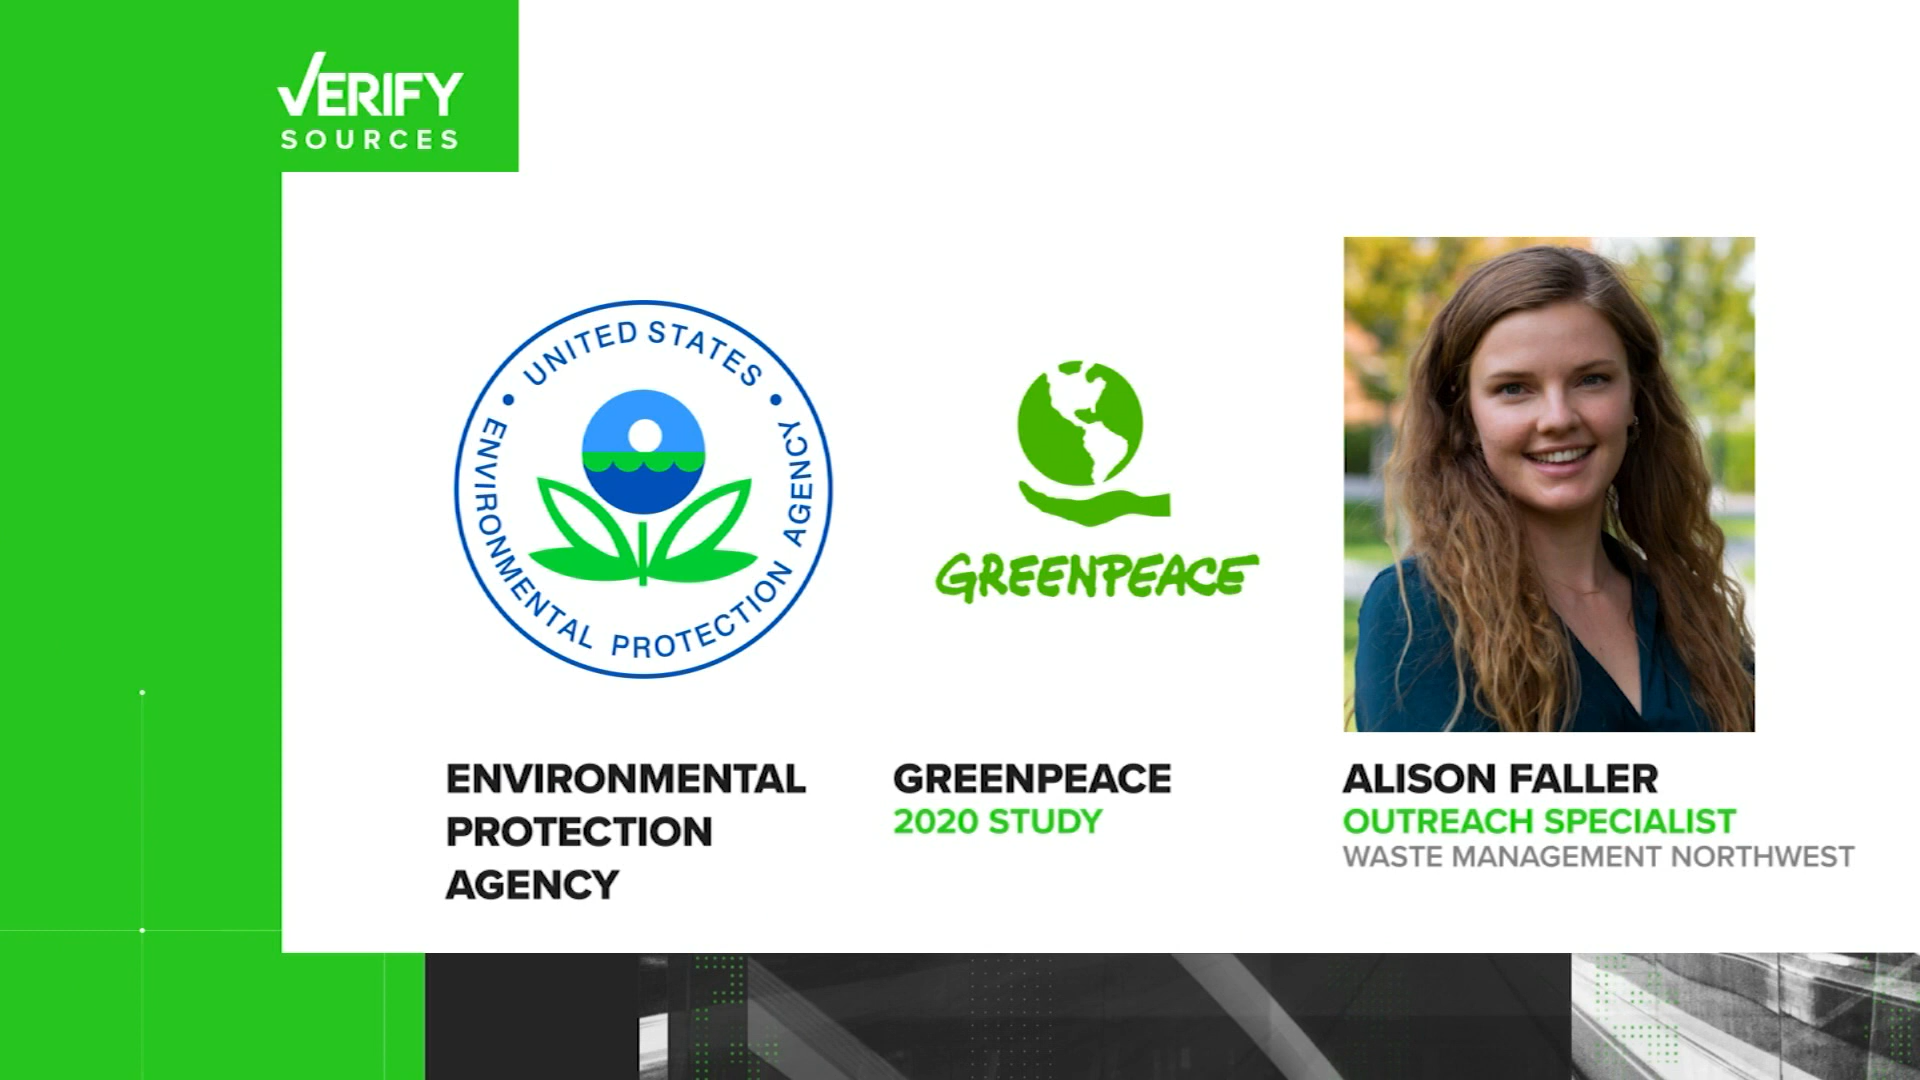 VERIFY
SOURCES
UNITED STATES
ENVIRONMENTAL PROTECTION AGENCY
GREENPEACE
ENVIRONMENTAL
PROTECTION
AGENCY
GREENPEACE
2020 STUDY
ALISON FALLER
OUTREACH SPECIALIST
WASTE MANAGEMENT NORTHWEST